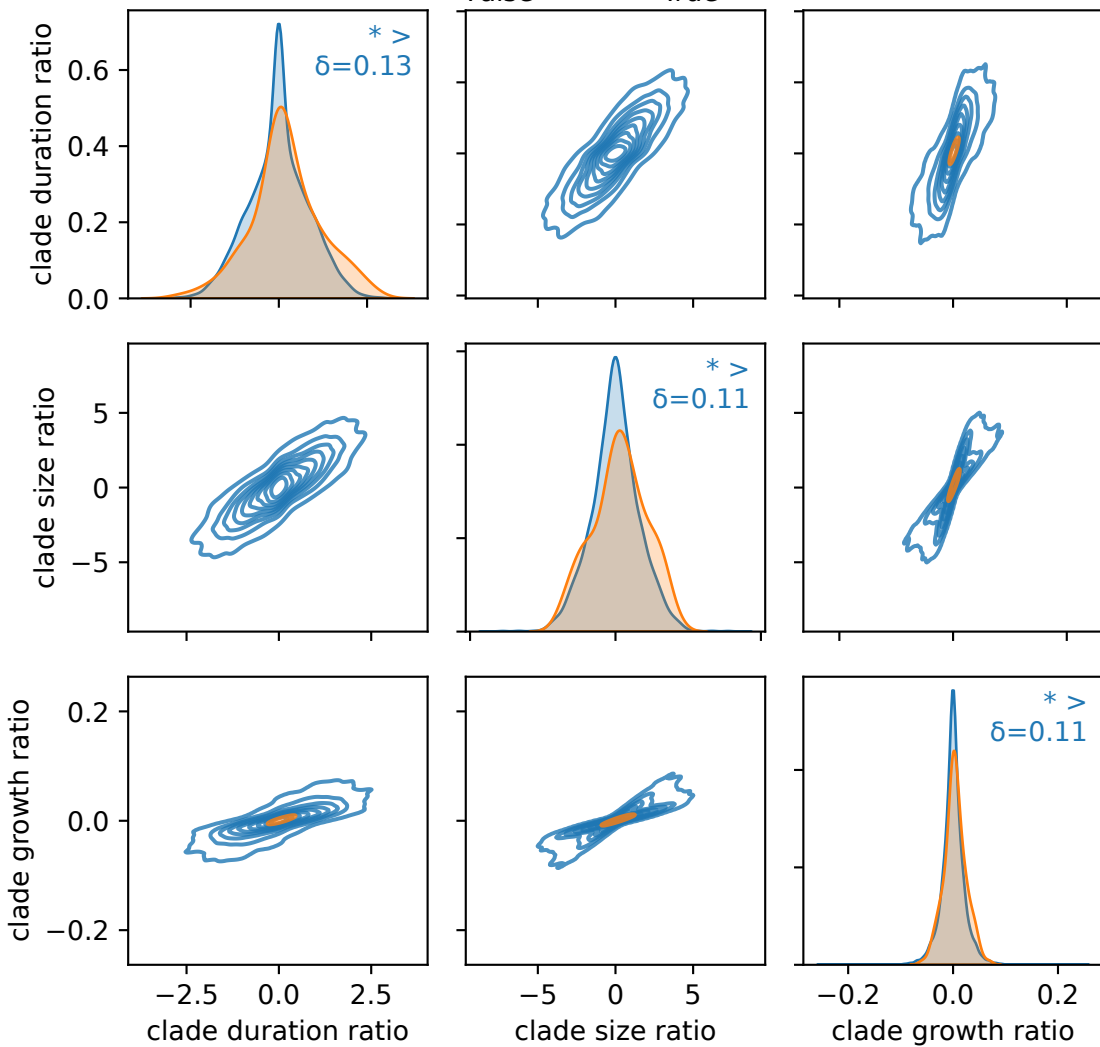 * >
δ=0.13
0.6
0.4
0.2
0.0
clade duration ratio
* >
δ=0.11
5
0
−5
clade size ratio
* >
δ=0.11
0.2
0.0
−0.2
clade growth ratio
−2.5 0.0 2.5
−5 0 5
−0.2 0.0 0.2
clade duration ratio
clade size ratio
clade growth ratio